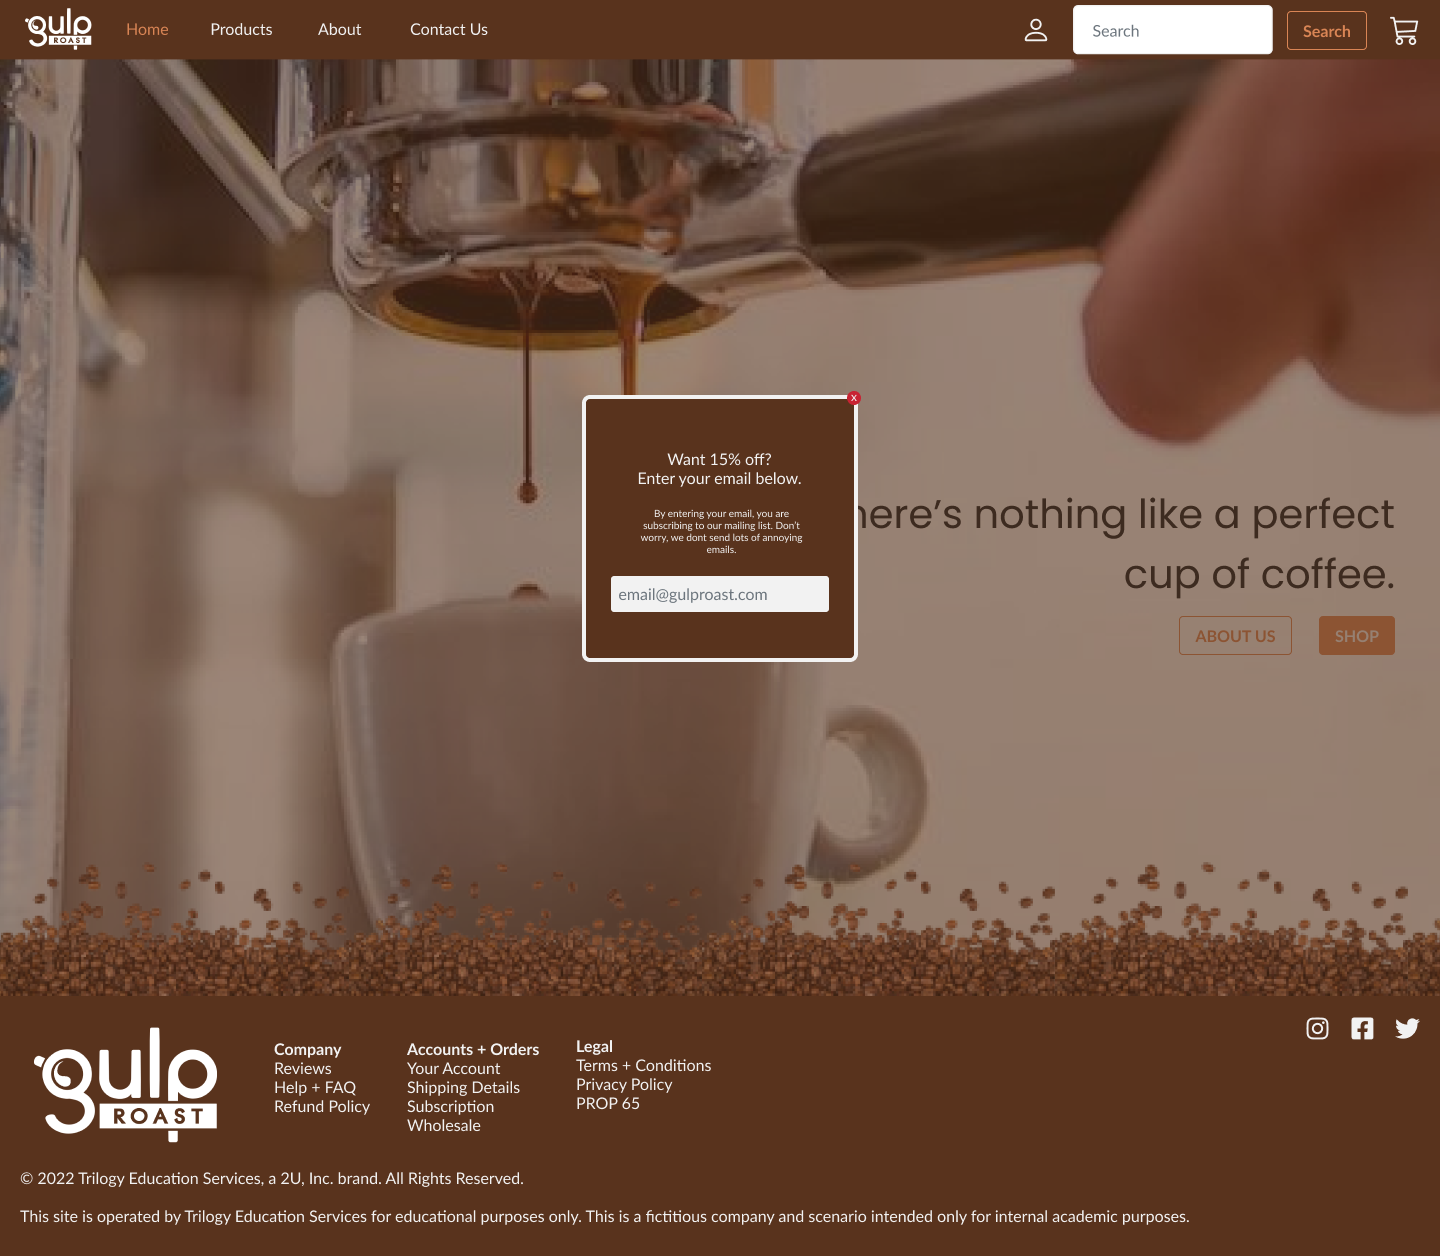 gulp
ROAST
Home
Products
About
Contact Us
Search
Search
x
Want 15% off?
Enter your email below.
By entering your email, you are
subscribing to our mailing list. Don't
worry, we dont send lots of annoying
emails.
email@gulproast.com
here's nothing like a perfect
cup of coffee.
ABOUT US
SHOP
gulp
ROAST
Company
Reviews
Help + FAQ
Refund Policy
Accounts + Orders
Your Account
Shipping Details
Subscription
Wholesale
Legal
Terms + Conditions
Privacy Policy
PROP 65
© 2022 Trilogy Education Services, a 2U, Inc. brand. All Rights Reserved.
This site is operated by Trilogy Education Services for educational purposes only. This is a fictitious company and scenario intended only for internal academic purposes.